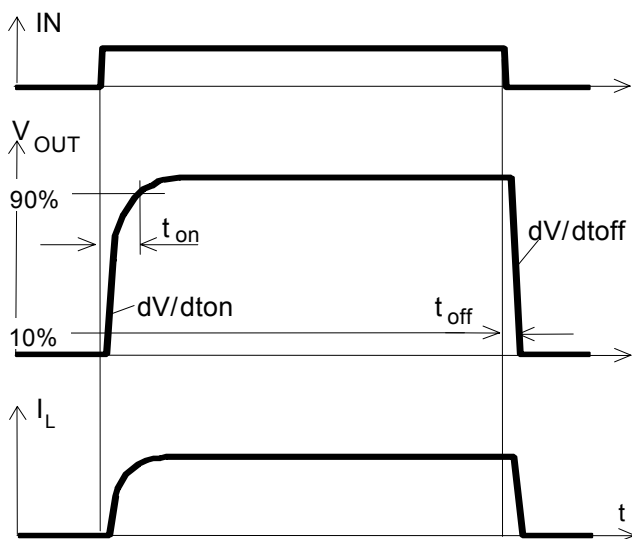 IN
V OUT
90%
t on
dV/dtoff
dV/dton
t off
10%
I L
t